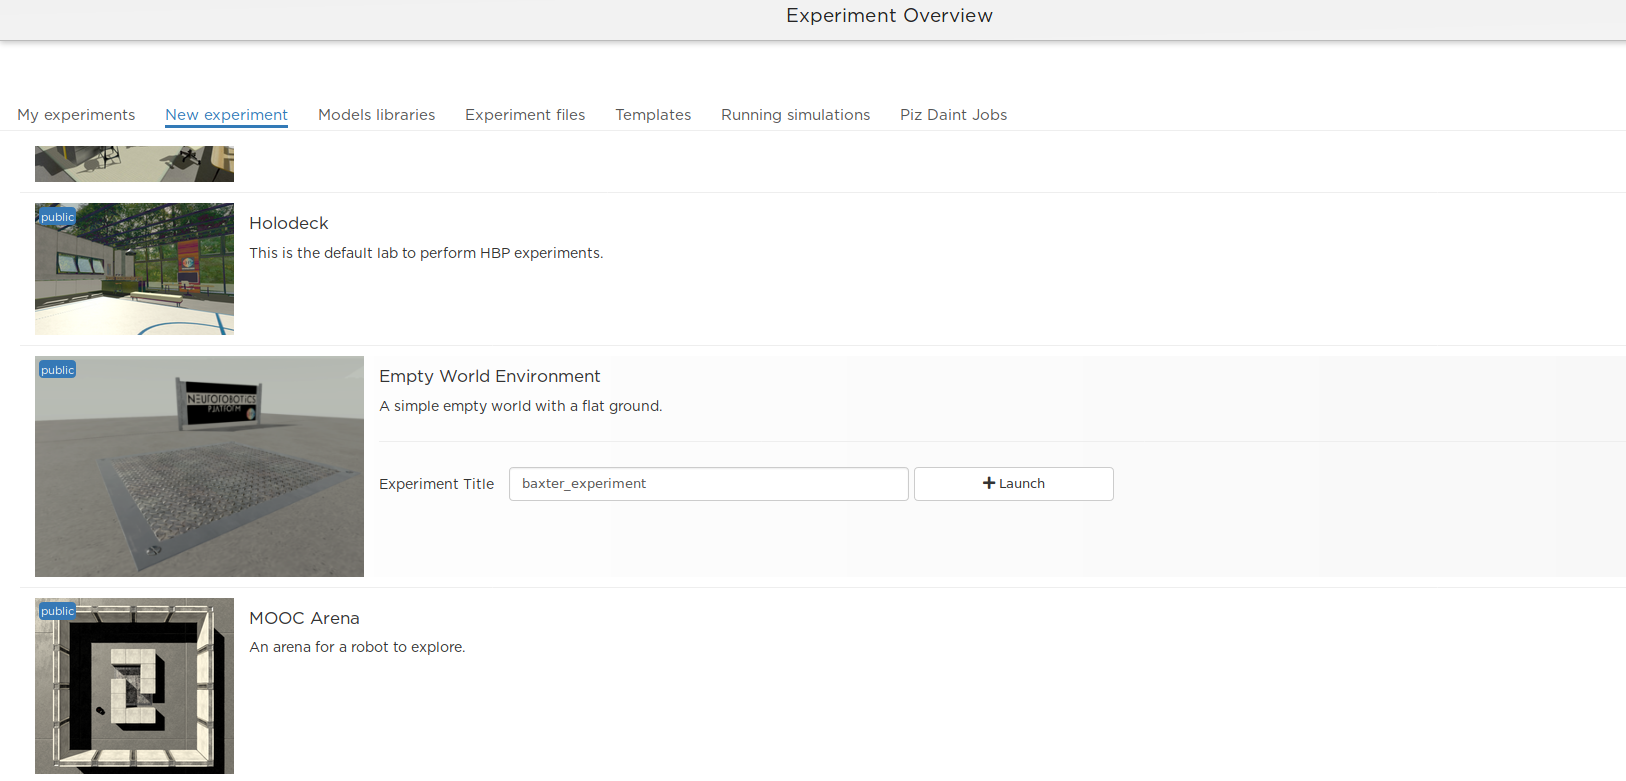 Experiment Overview
My experiments New experiment Models libraries Experiment files Templates Running simulations Piz Daint Jobs
public
Holodeck
This is the default lab to perform HBP experiments.
public
NEUROROBOTICS
PLATFORM
Empty World Environment
A simple empty world with a flat ground.
Experiment Title baxter_experiment Launch
public
MOOC Arena
An arena for a robot to explore.